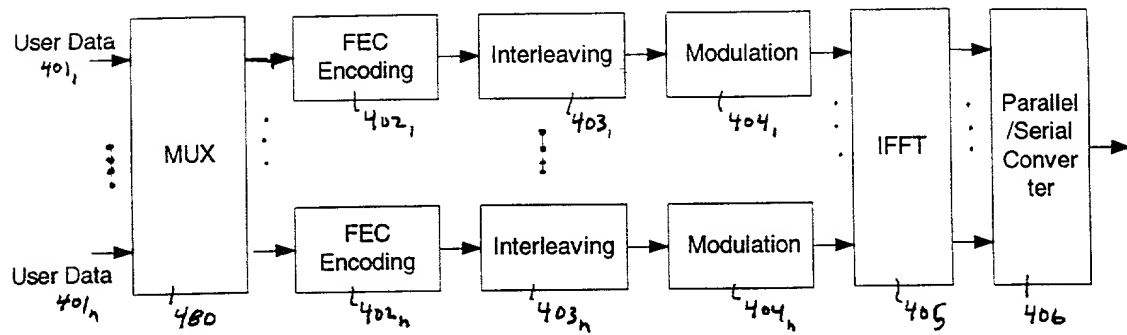 User Data
401₁
MUX
480
FEC
Encoding
402₁
Interleaving
403₁
Modulation
404₁
IFFT
405
Parallel
/Serial
Conver
ter
406
User Data
401ₙ
FEC
Encoding
402ₙ
Interleaving
403ₙ
Modulation
404ₙ